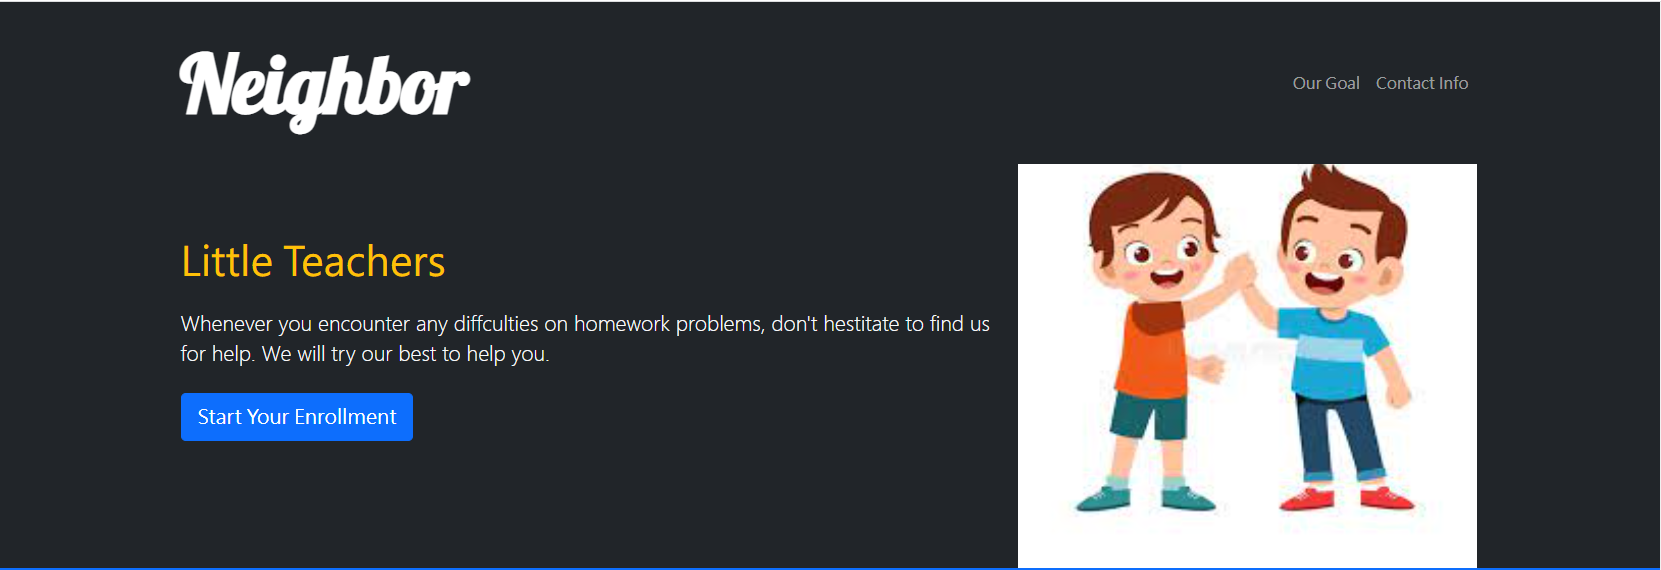 Neighbor
Our Goal Contact Info
Little Teachers
Whenever you encounter any diffculties on homework problems, don't hestitate to find us
for help. We will try our best to help you.
Start Your Enrollment